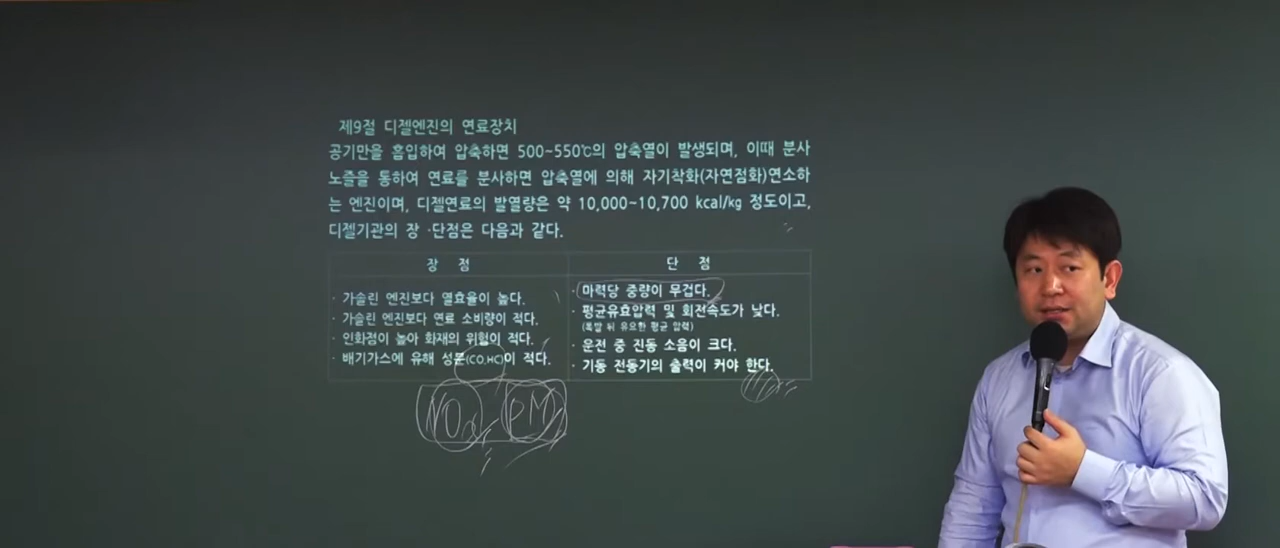 제9절 디젤엔진의 연료장치
공기만을 흡입하여 압축하면 500~550℃의 압축열이 발생되며, 이때 분사
노즐을 통하여 연료를 분사하면 압축열에 의해 자기착화(자연점화)연소하
는 엔진이며, 디젤연료의 발열량은 약 10,000~10,700 kcal/kg 정도이고,
디젤기관의 장·단점은 다음과 같다.
장 점
· 가솔린 엔진보다 열효율이 높다.
· 가솔린 엔진보다 연료 소비량이 적다.
· 인화점이 높아 화재의 위험이 적다.
· 배기가스에 유해 성분(CO,HC)이 적다.
단 점
· 마력당 중량이 무겁다.
· 평균유효압력 및 회전속도가 낮다.
(폭발 뒤 유요한 평균 압력)
· 운전 중 진동 소음이 크다.
· 기동 전동기의 출력이 커야 한다.
NOx PM